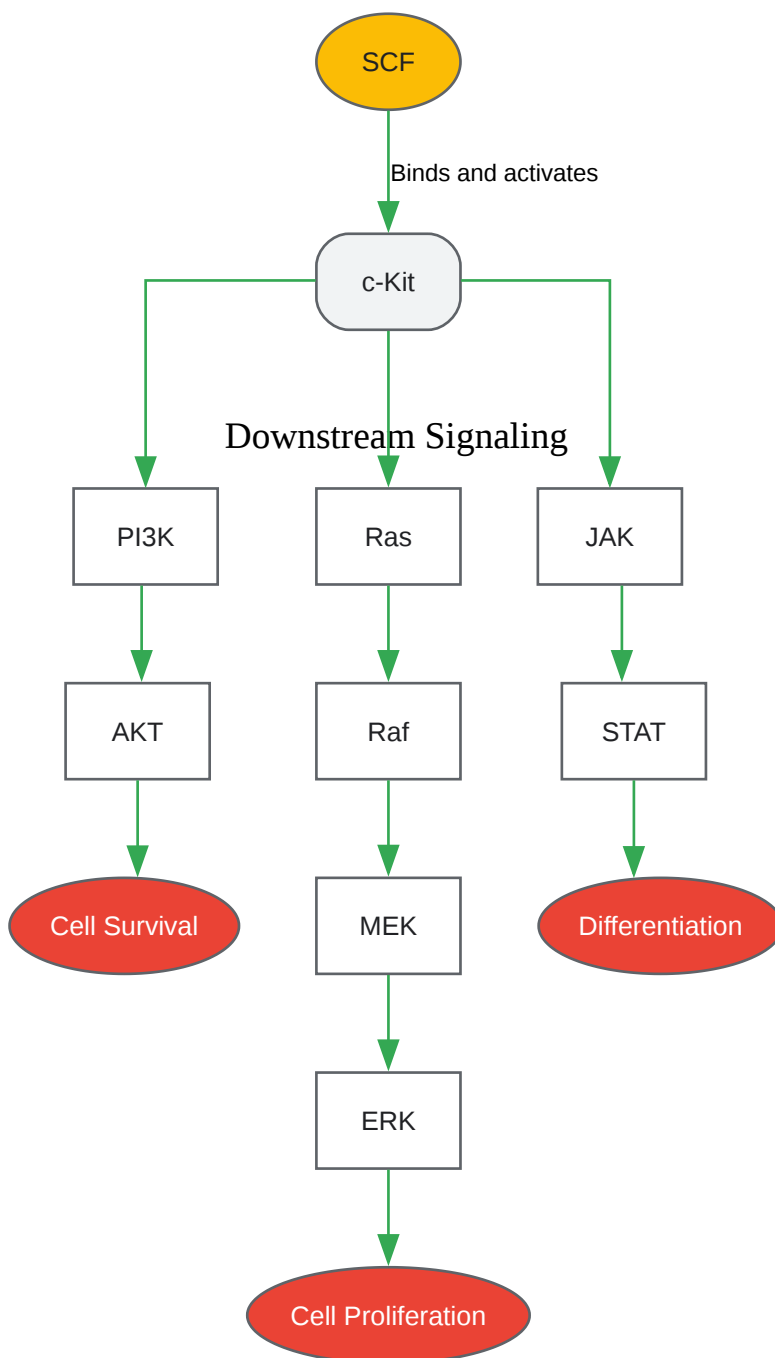 SCF
Binds and activates
c-Kit
Downstream Signaling
PI3K
Ras
JAK
AKT
Raf
STAT
Cell Survival
MEK
Differentiation
ERK
Cell Proliferation